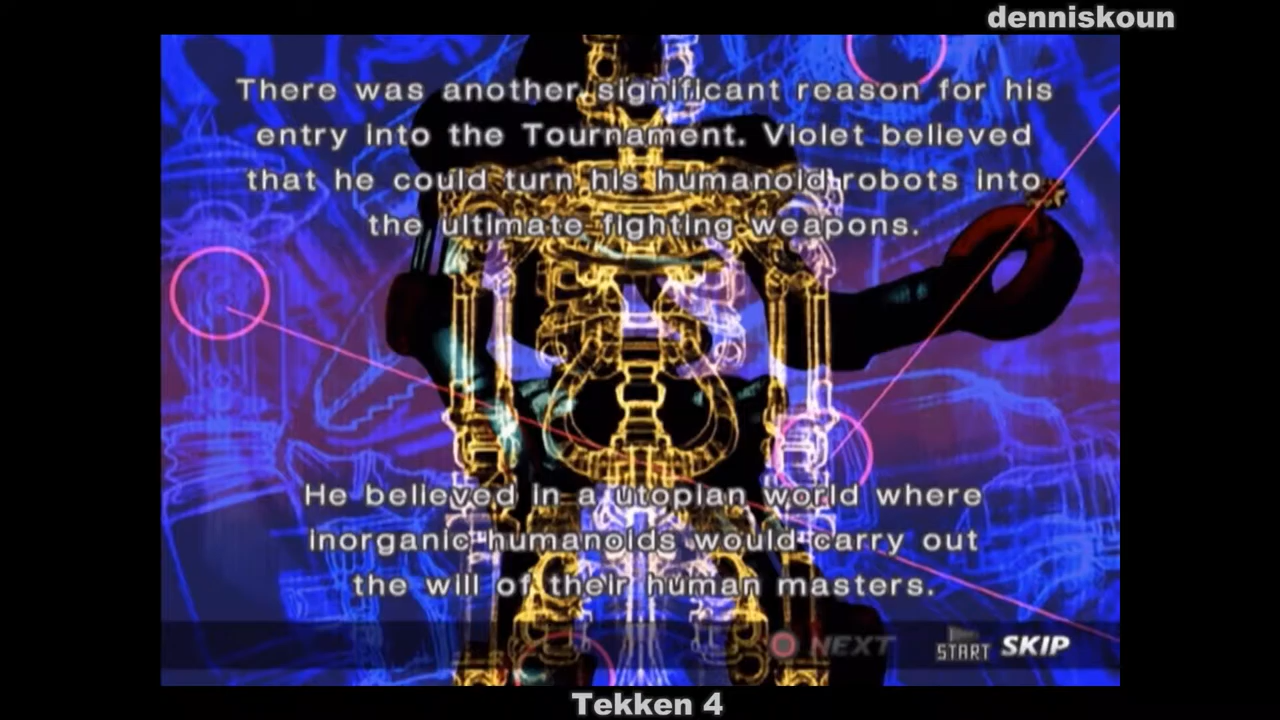 denniskoun
There was another significant reason for his
entry into the Tournament. Violet believed
that he could turn his humanoid robots into
the ultimate fighting weapons.
He believed in a utopian world where
inorganic humanoids would carry out
the will of their human masters.
NEXT START SKIP
Tekken 4